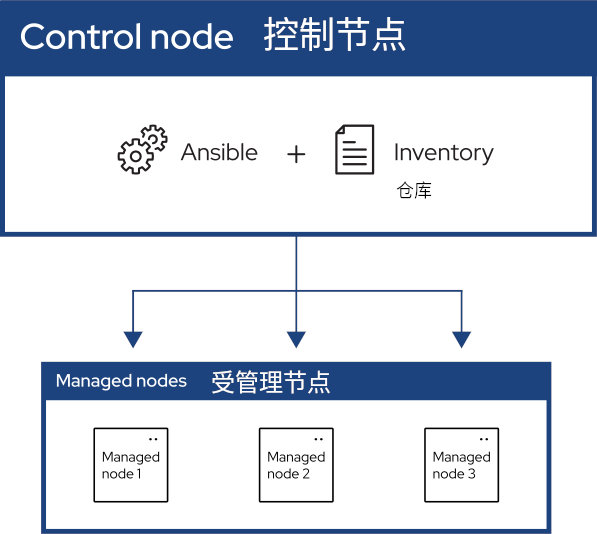 Control node 控制节点
Ansible + Inventory
仓库
Managed nodes 受管理节点
Managed node 1
Managed node 2
Managed node 3